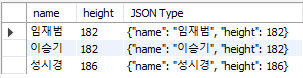 name height JSON Type
임재범 182 {"name": "임재범", "height": 182}
이승기 182 {"name": "이승기", "height": 182}
성시경 186 {"name": "성시경", "height": 186}